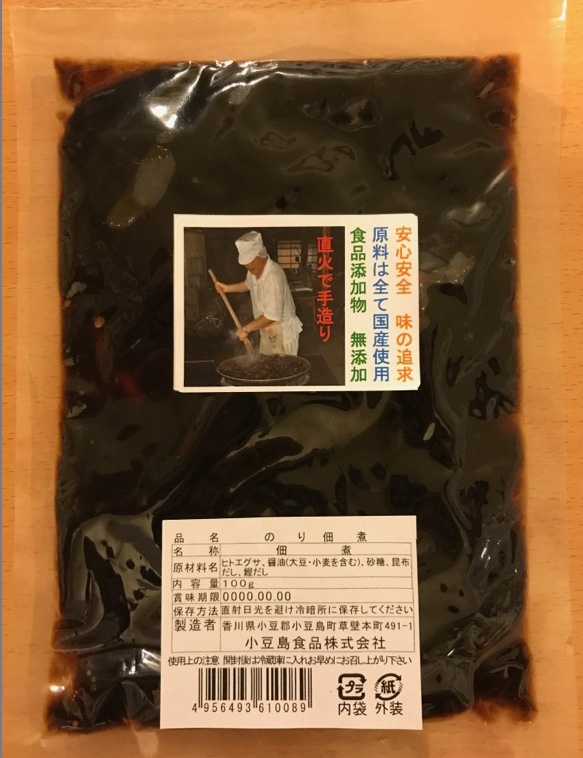 安心安全 味の追求
原料は全て国産使用
食品添加物 無添加
直火で手造り
品名 のり佃煮
名称 佃煮
原材料名 ヒトエグサ、醤油(大豆・小麦を含む)、砂糖、昆布
だし、鰹だし
内容量 100g
賞味期限 0000.00.00
保存方法 直射日光を避け冷暗所に保存してください
製造者 香川県小豆郡小豆島町草壁本町491-1
小豆島食品株式会社
使用上の注意 開封後は冷蔵庫に入れお早めにお召し上がり下さい
4 956493 610089
プラ 紙
内袋 外装